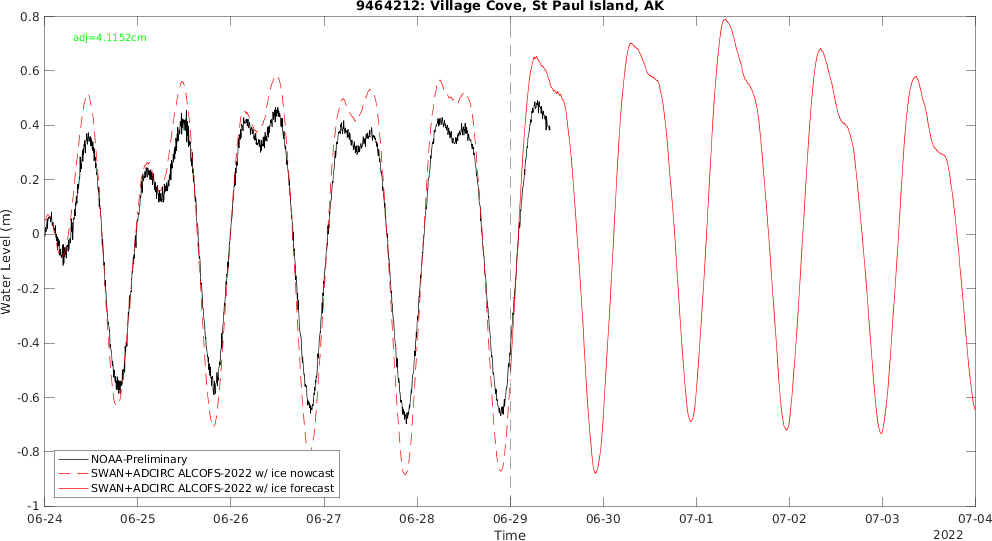 9464212: Village Cove, St Paul Island, AK
adj=4.1152cm
0.8
0.6
0.4
0.2
0
-0.2
-0.4
-0.6
-0.8
-1
Water Level (m)
NOAA-Preliminary
SWAN+ADCIRC ALCOFS-2022 w/ ice nowcast
SWAN+ADCIRC ALCOFS-2022 w/ ice forecast
06-24 06-25 06-26 06-27 06-28 06-29 06-30 07-01 07-02 07-03 07-04
Time
2022